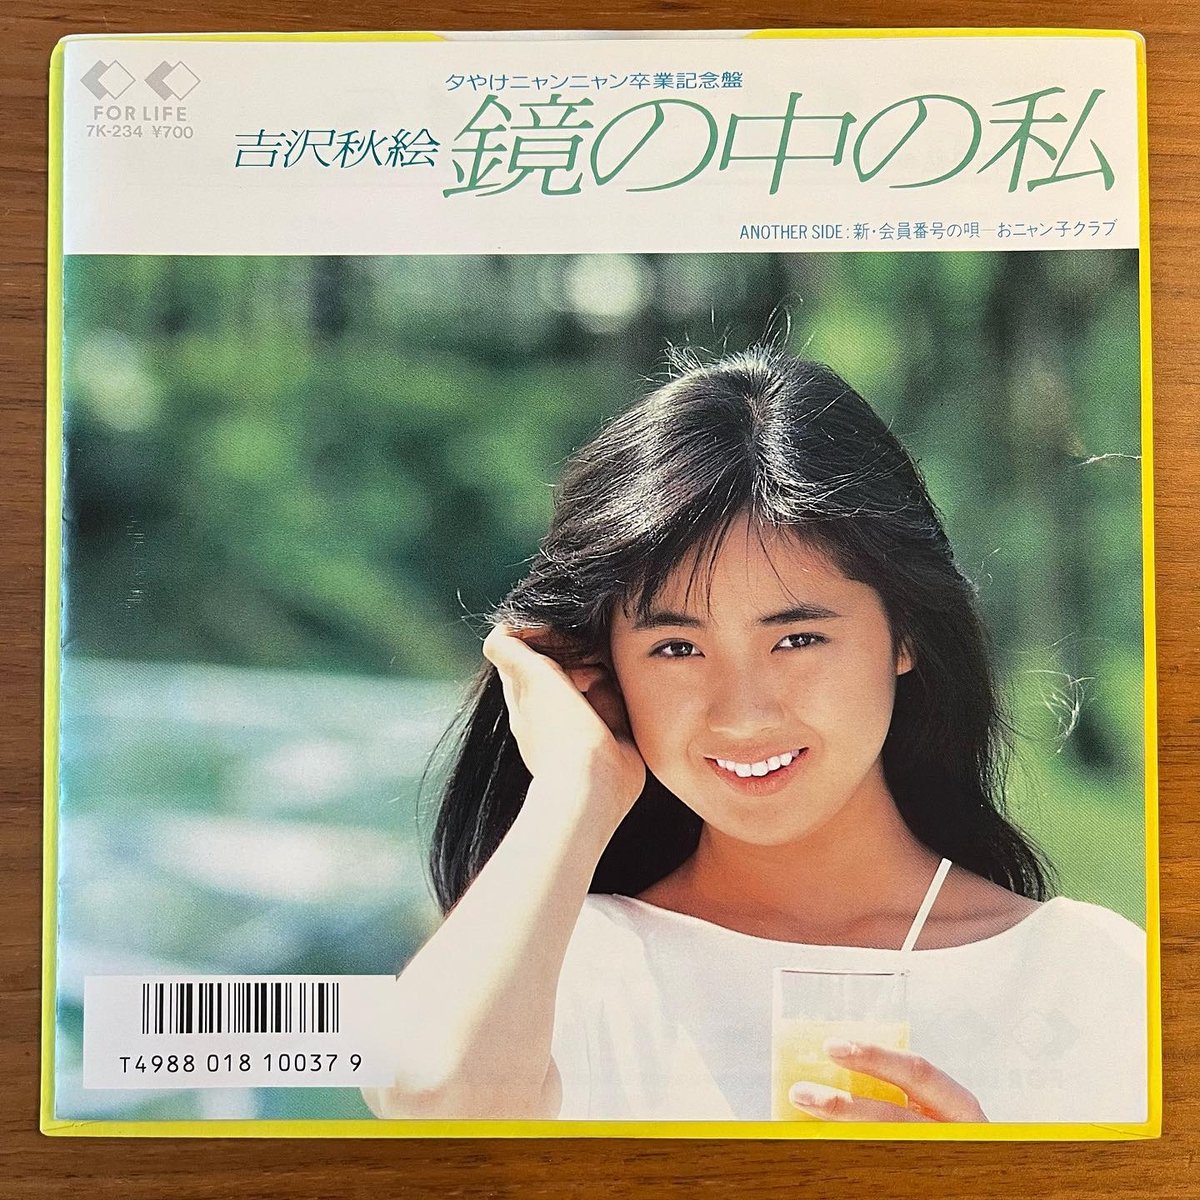 夕やけニャンニャン卒業記念盤
FOR LIFE
7K-234 ¥700
吉沢秋絵 鏡の中の私
ANOTHER SIDE:新・会員番号の唄—おニャン子クラブ
T4988 018 10037 9